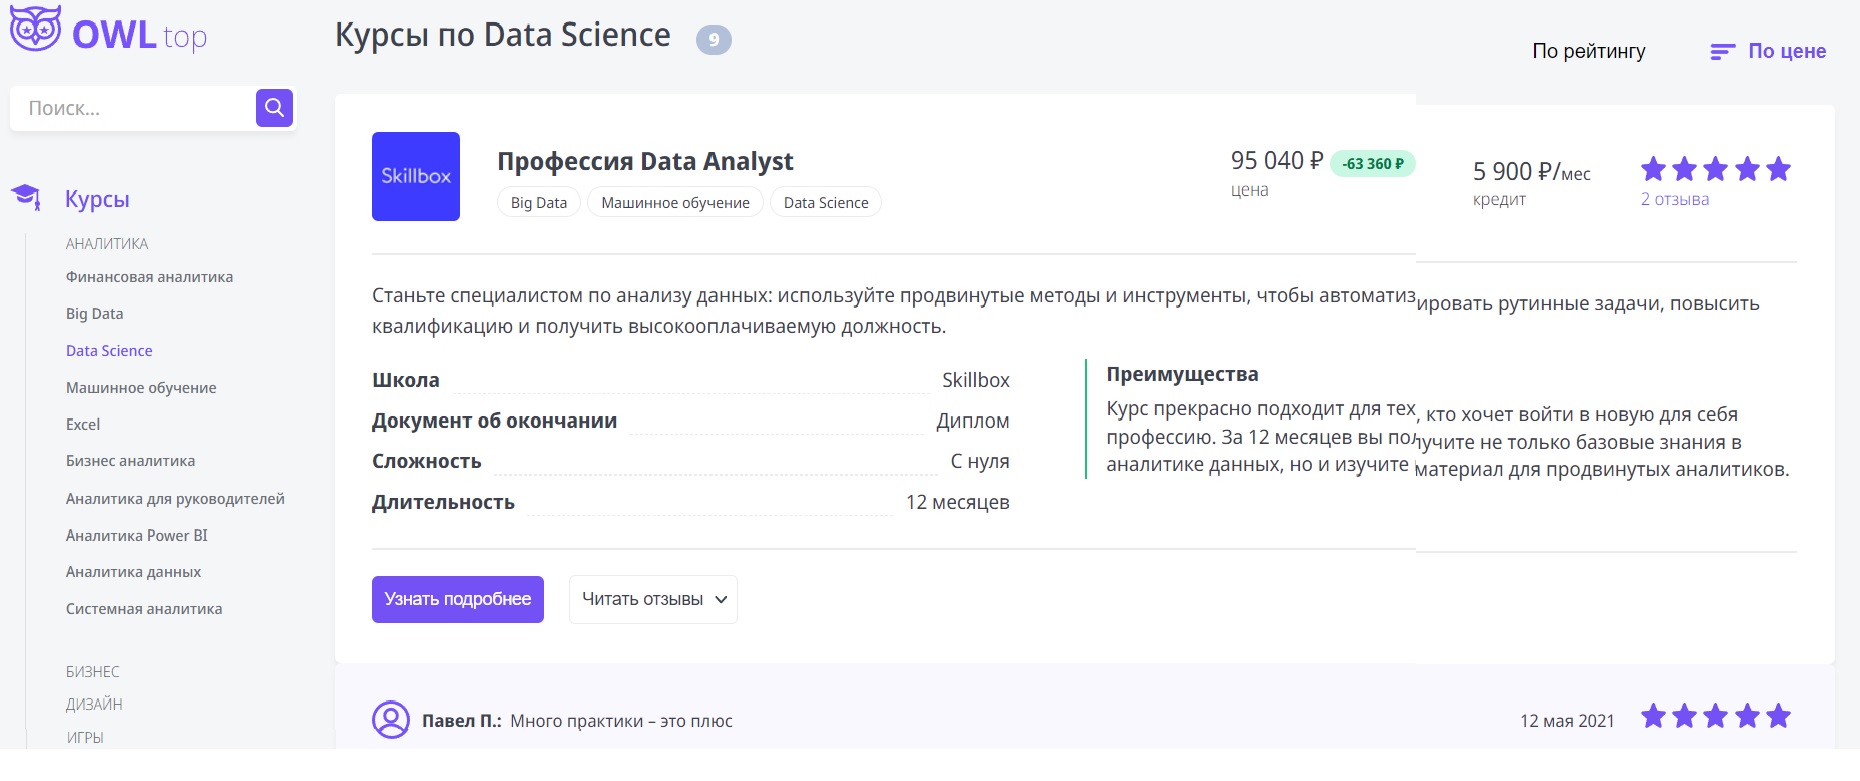 OWL top
Поиск...
Курсы
АНАЛИТИКА
Финансовая аналитика
Big Data
Data Science
Машинное обучение
Excel
Бизнес аналитика
Аналитика для руководителей
Аналитика Power BI
Аналитика данных
Системная аналитика
БИЗНЕС
ДИЗАЙН
ИГРЫ
Курсы по Data Science 9
По рейтингу По цене
Skillbox
Профессия Data Analyst
Big Data Машинное обучение Data Science
95 040 ₽ -63 360 ₽
цена
5 900 ₽/мес
кредит
2 отзыва
Станьте специалистом по анализу данных: используйте продвинутые методы и инструменты, чтобы автоматизировать рутинные задачи, повысить
квалификацию и получить высокооплачиваемую должность.
Школа Skillbox
Документ об окончании Диплом
Сложность С нуля
Длительность 12 месяцев
Преимущества
Курс прекрасно подходит для тех, кто хочет войти в новую для себя
профессию. За 12 месяцев вы получите не только базовые знания в
аналитике данных, но и изучите материал для продвинутых аналитиков.
Узнать подробнее Читать отзывы
Павел П.: Много практики – это плюс 12 мая 2021